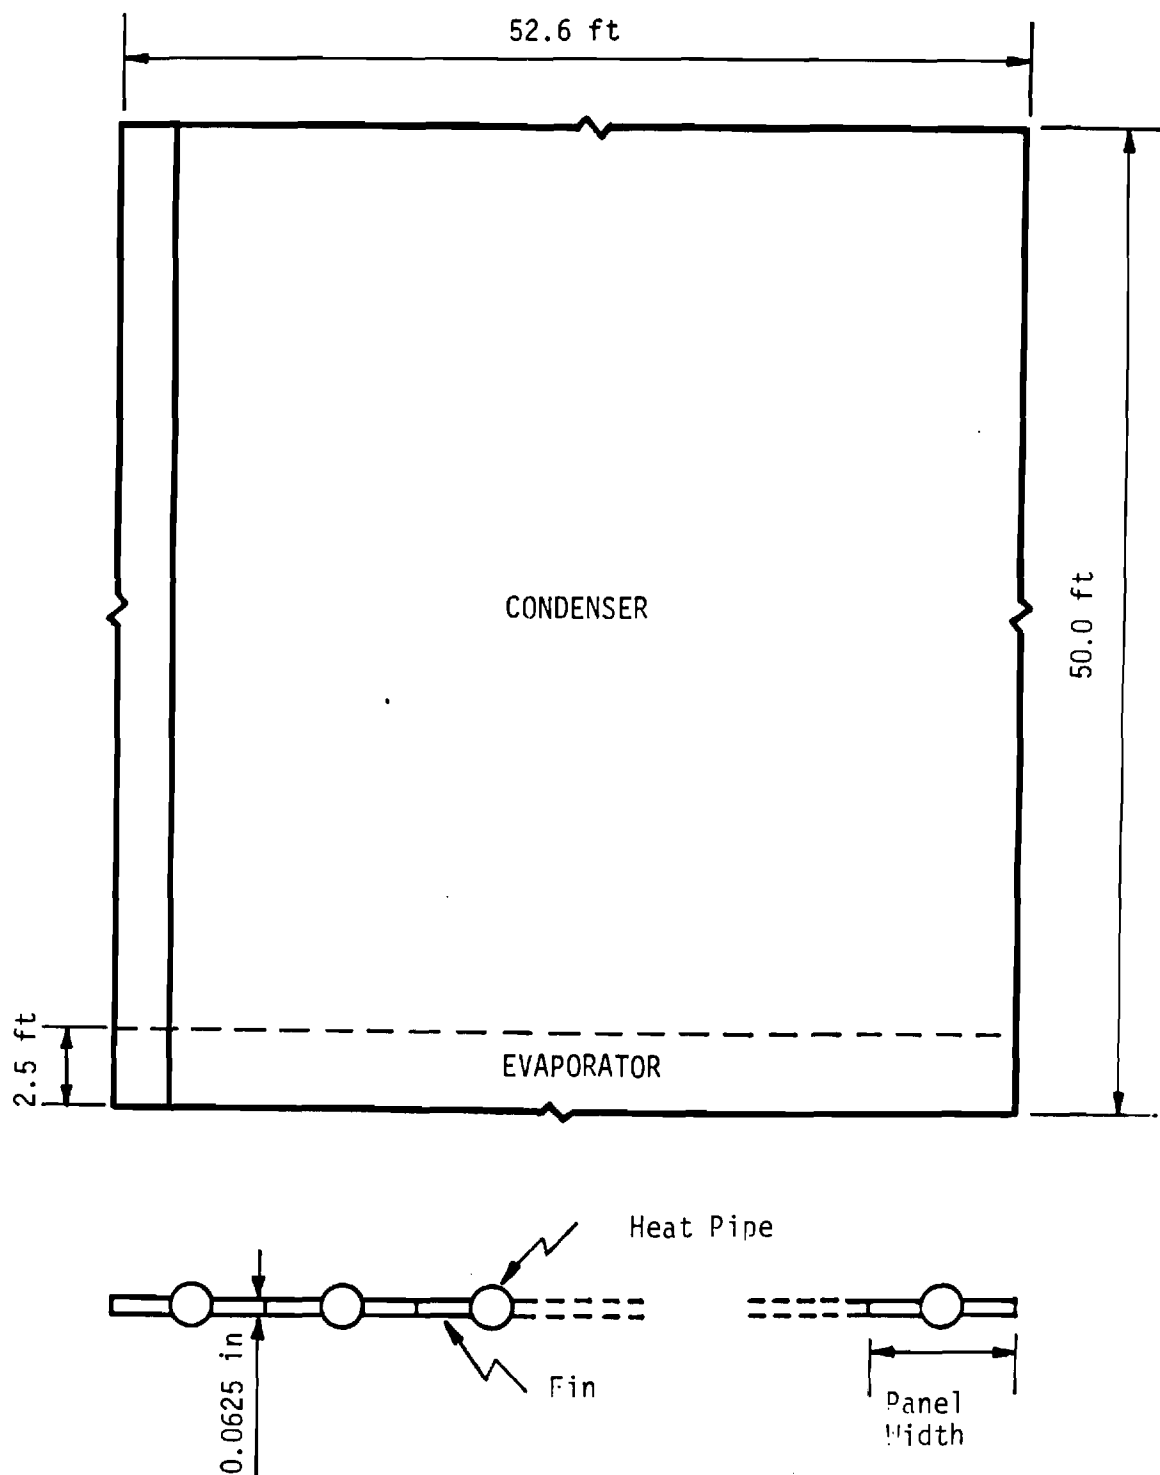 52.6 ft
CONDENSER
50.0 ft
2.5 ft
EVAPORATOR
Heat Pipe
0.0625 in
Fin
Panel
Width